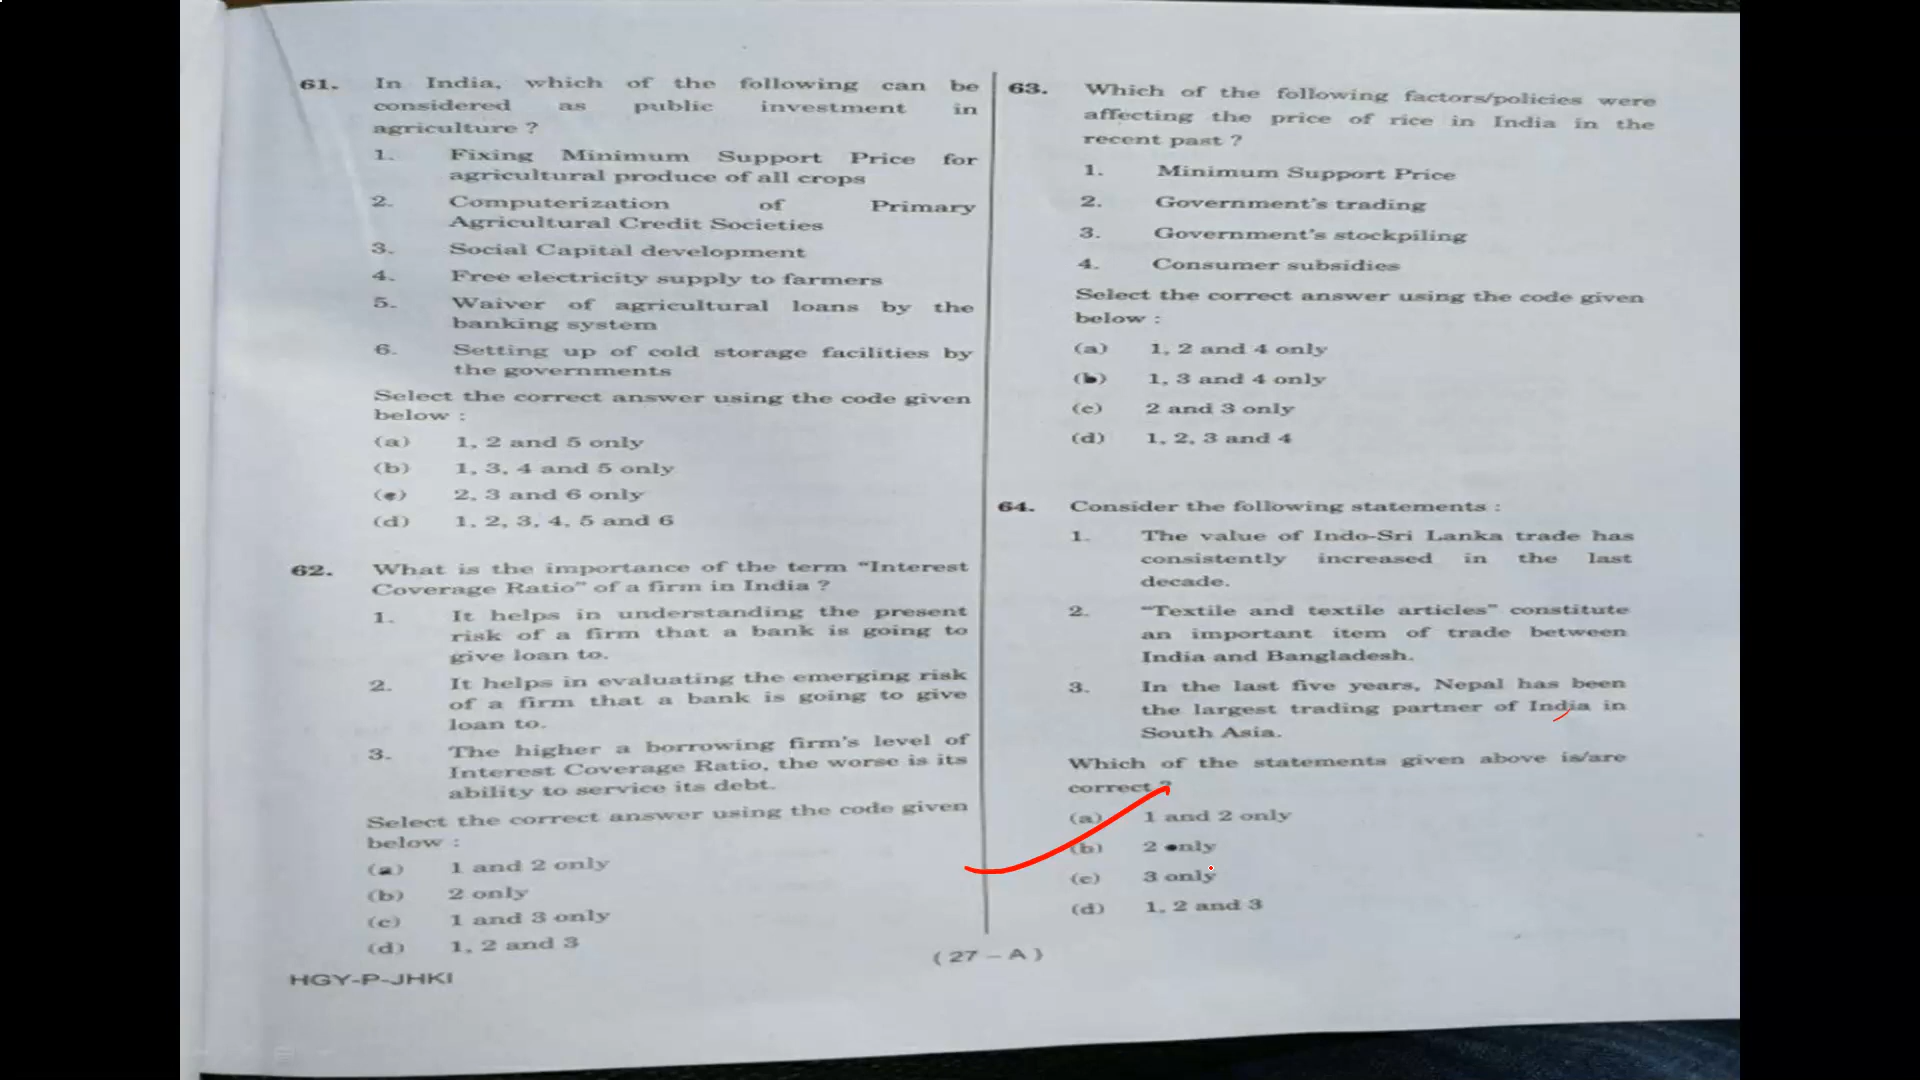 61. In India, which of the following can be
considered as public investment in
agriculture ?
1. Fixing Minimum Support Price for
agricultural produce of all crops
2. Computerization of Primary
Agricultural Credit Societies
3. Social Capital development
4. Free electricity supply to farmers
5. Waiver of agricultural loans by the
banking system
6. Setting up of cold storage facilities by
the governments
Select the correct answer using the code given
below :
(a) 1, 2 and 5 only
(b) 1, 3, 4 and 5 only
(c) 2, 3 and 6 only
(d) 1, 2, 3, 4, 5 and 6
62. What is the importance of the term “Interest
Coverage Ratio” of a firm in India ?
1. It helps in understanding the present
risk of a firm that a bank is going to
give loan to.
2. It helps in evaluating the emerging risk
of a firm that a bank is going to give
loan to.
3. The higher a borrowing firm’s level of
Interest Coverage Ratio, the worse is its
ability to service its debt.
Select the correct answer using the code given
below :
(a) 1 and 2 only
(b) 2 only
(c) 1 and 3 only
(d) 1, 2 and 3
HGY-P-JHKI
63. Which of the following factors/policies were
affecting the price of rice in India in the
recent past ?
1. Minimum Support Price
2. Government’s trading
3. Government’s stockpiling
4. Consumer subsidies
Select the correct answer using the code given
below :
(a) 1, 2 and 4 only
(b) 1, 3 and 4 only
(c) 2 and 3 only
(d) 1, 2, 3 and 4
64. Consider the following statements :
1. The value of Indo-Sri Lanka trade has
consistently increased in the last
decade.
2. “Textile and textile articles” constitute
an important item of trade between
India and Bangladesh.
3. In the last five years, Nepal has been
the largest trading partner of India in
South Asia.
Which of the statements given above is/are
correct ?
(a) 1 and 2 only
(b) 2 only
(c) 3 only
(d) 1, 2 and 3
( 27 – A )